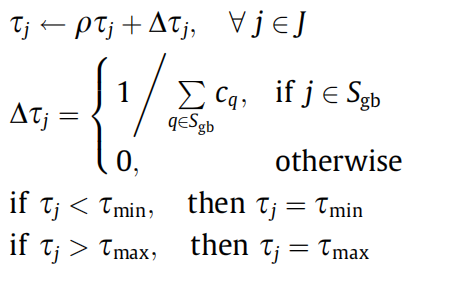 τ_j ← ρτ_j + Δτ_j, ∀ j ∈ J
Δτ_j = { 1 / ∑_{q∈S_gb} c_q, if j ∈ S_gb
0, otherwise
if τ_j < τ_min, then τ_j = τ_min
if τ_j > τ_max, then τ_j = τ_max